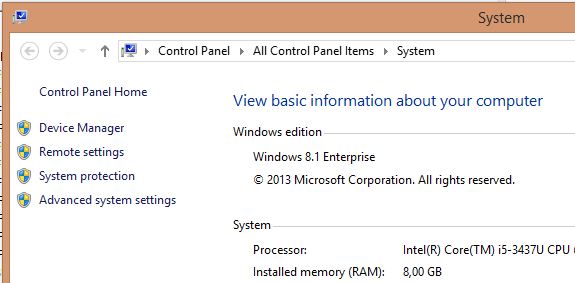 System
Control Panel
All Control Panel Items
System
Control Panel Home
Device Manager
Remote settings
System protection
Advanced system settings
View basic information about your computer
Windows edition
Windows 8.1 Enterprise
© 2013 Microsoft Corporation. All rights reserved.
System
Processor: Intel(R) Core(TM) i5-3437U CPU
Installed memory (RAM): 8,00 GB